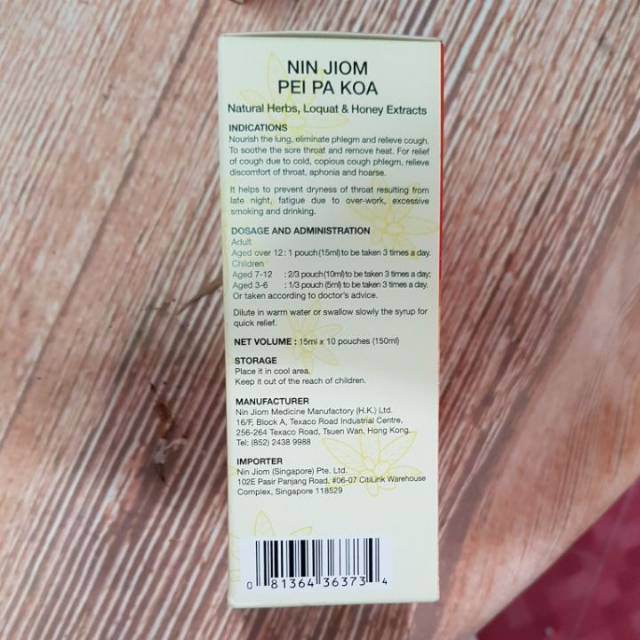 NIN JIOM
PEI PA KOA
Natural Herbs, Loquat & Honey Extracts
INDICATIONS
Nourish the lung, eliminate phlegm and relieve cough.
To soothe the sore throat and remove heat. For relief
of cough due to cold, copious cough phlegm, relieve
discomfort of throat, aphonia and hoarse.
It helps to prevent dryness of throat resulting from
late night, fatigue due to over-work, excessive
smoking and drinking.
DOSAGE AND ADMINISTRATION
Adult
Aged over 12 : 1 pouch (15ml) to be taken 3 times a day.
Children
Aged 7-12 : 2/3 pouch (10ml) to be taken 3 times a day;
Aged 3-6 : 1/3 pouch (5ml) to be taken 3 times a day.
Or taken according to doctor's advice.
Dilute in warm water or swallow slowly the syrup for
quick relief.
NET VOLUME : 15ml x 10 pouches (150ml)
STORAGE
Place it in cool area.
Keep it out of the reach of children.
MANUFACTURER
Nin Jiom Medicine Manufactory (H.K.) Ltd.
16/F, Block A, Texaco Road Industrial Centre,
256-264 Texaco Road, Tsuen Wan, Hong Kong.
Tel: (852) 2438 9988
IMPORTER
Nin Jiom (Singapore) Pte. Ltd.
102E Pasir Panjang Road, #06-07 Citilink Warehouse
Complex, Singapore 118529
0 81364 36373 4